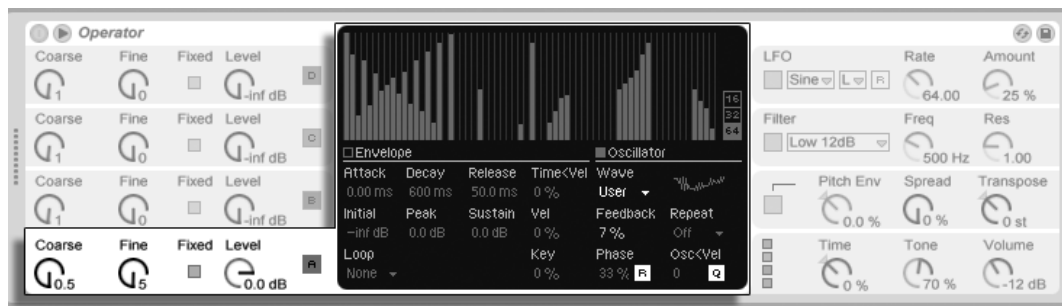 Operator
Coarse Fine Fixed Level
1 0 -inf dB D
Coarse Fine Fixed Level
1 0 -inf dB C
Coarse Fine Fixed Level
1 0 -inf dB B
Coarse Fine Fixed Level
0.5 5 0.0 dB A
16
32
64
Envelope Oscillator
Attack Decay Release Time<Vel Wave
0.00 ms 600 ms 50.0 ms 0 % User
Initial Peak Sustain Vel Feedback Repeat
-inf dB 0.0 dB 0.0 dB 0 % 7 % Off
Loop Key Phase Osc<Vel
None 0 % 33 % R 0 Q
LFO Rate Amount
Sine L R 64.00 25 %
Filter Freq Res
Low 12dB 500 Hz 1.00
Pitch Env Spread Transpose
0.0 % 0 % 0 st
Time Tone Volume
0 % 70 % -12 dB